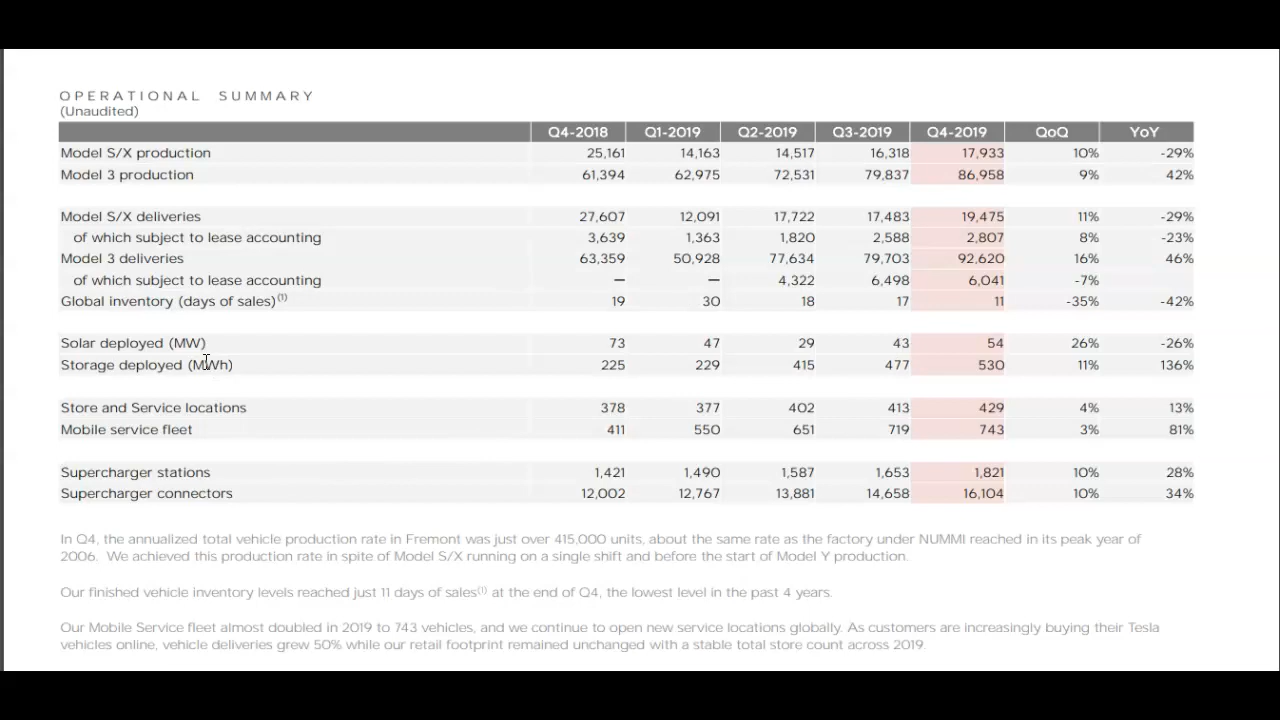 OPERATIONAL SUMMARY
(Unaudited)
Q4-2018 Q1-2019 Q2-2019 Q3-2019 Q4-2019 QoQ YoY
Model S/X production 25,161 14,163 14,517 16,318 17,933 10% -29%
Model 3 production 61,394 62,975 72,531 79,837 86,958 9% 42%
Model S/X deliveries 27,607 12,091 17,722 17,483 19,475 11% -29%
of which subject to lease accounting 3,639 1,363 1,820 2,588 2,807 8% -23%
Model 3 deliveries 63,359 50,928 77,634 79,703 92,620 16% 46%
of which subject to lease accounting — — 4,322 6,498 6,041 -7%
Global inventory (days of sales)(1) 19 30 18 17 11 -35% -42%
Solar deployed (MW) 73 47 29 43 54 26% -26%
Storage deployed (MWh) 225 229 415 477 530 11% 136%
Store and Service locations 378 377 402 413 429 4% 13%
Mobile service fleet 411 550 651 719 743 3% 81%
Supercharger stations 1,421 1,490 1,587 1,653 1,821 10% 28%
Supercharger connectors 12,002 12,767 13,881 14,658 16,104 10% 34%
In Q4, the annualized total vehicle production rate in Fremont was just over 415,000 units, about the same rate as the factory under NUMMI reached in its peak year of
2006. We achieved this production rate in spite of Model S/X running on a single shift and before the start of Model Y production.
Our finished vehicle inventory levels reached just 11 days of sales(1) at the end of Q4, the lowest level in the past 4 years.
Our Mobile Service fleet almost doubled in 2019 to 743 vehicles, and we continue to open new service locations globally. As customers are increasingly buying their Tesla
vehicles online, vehicle deliveries grew 50% while our retail footprint remained unchanged with a stable total store count across 2019.